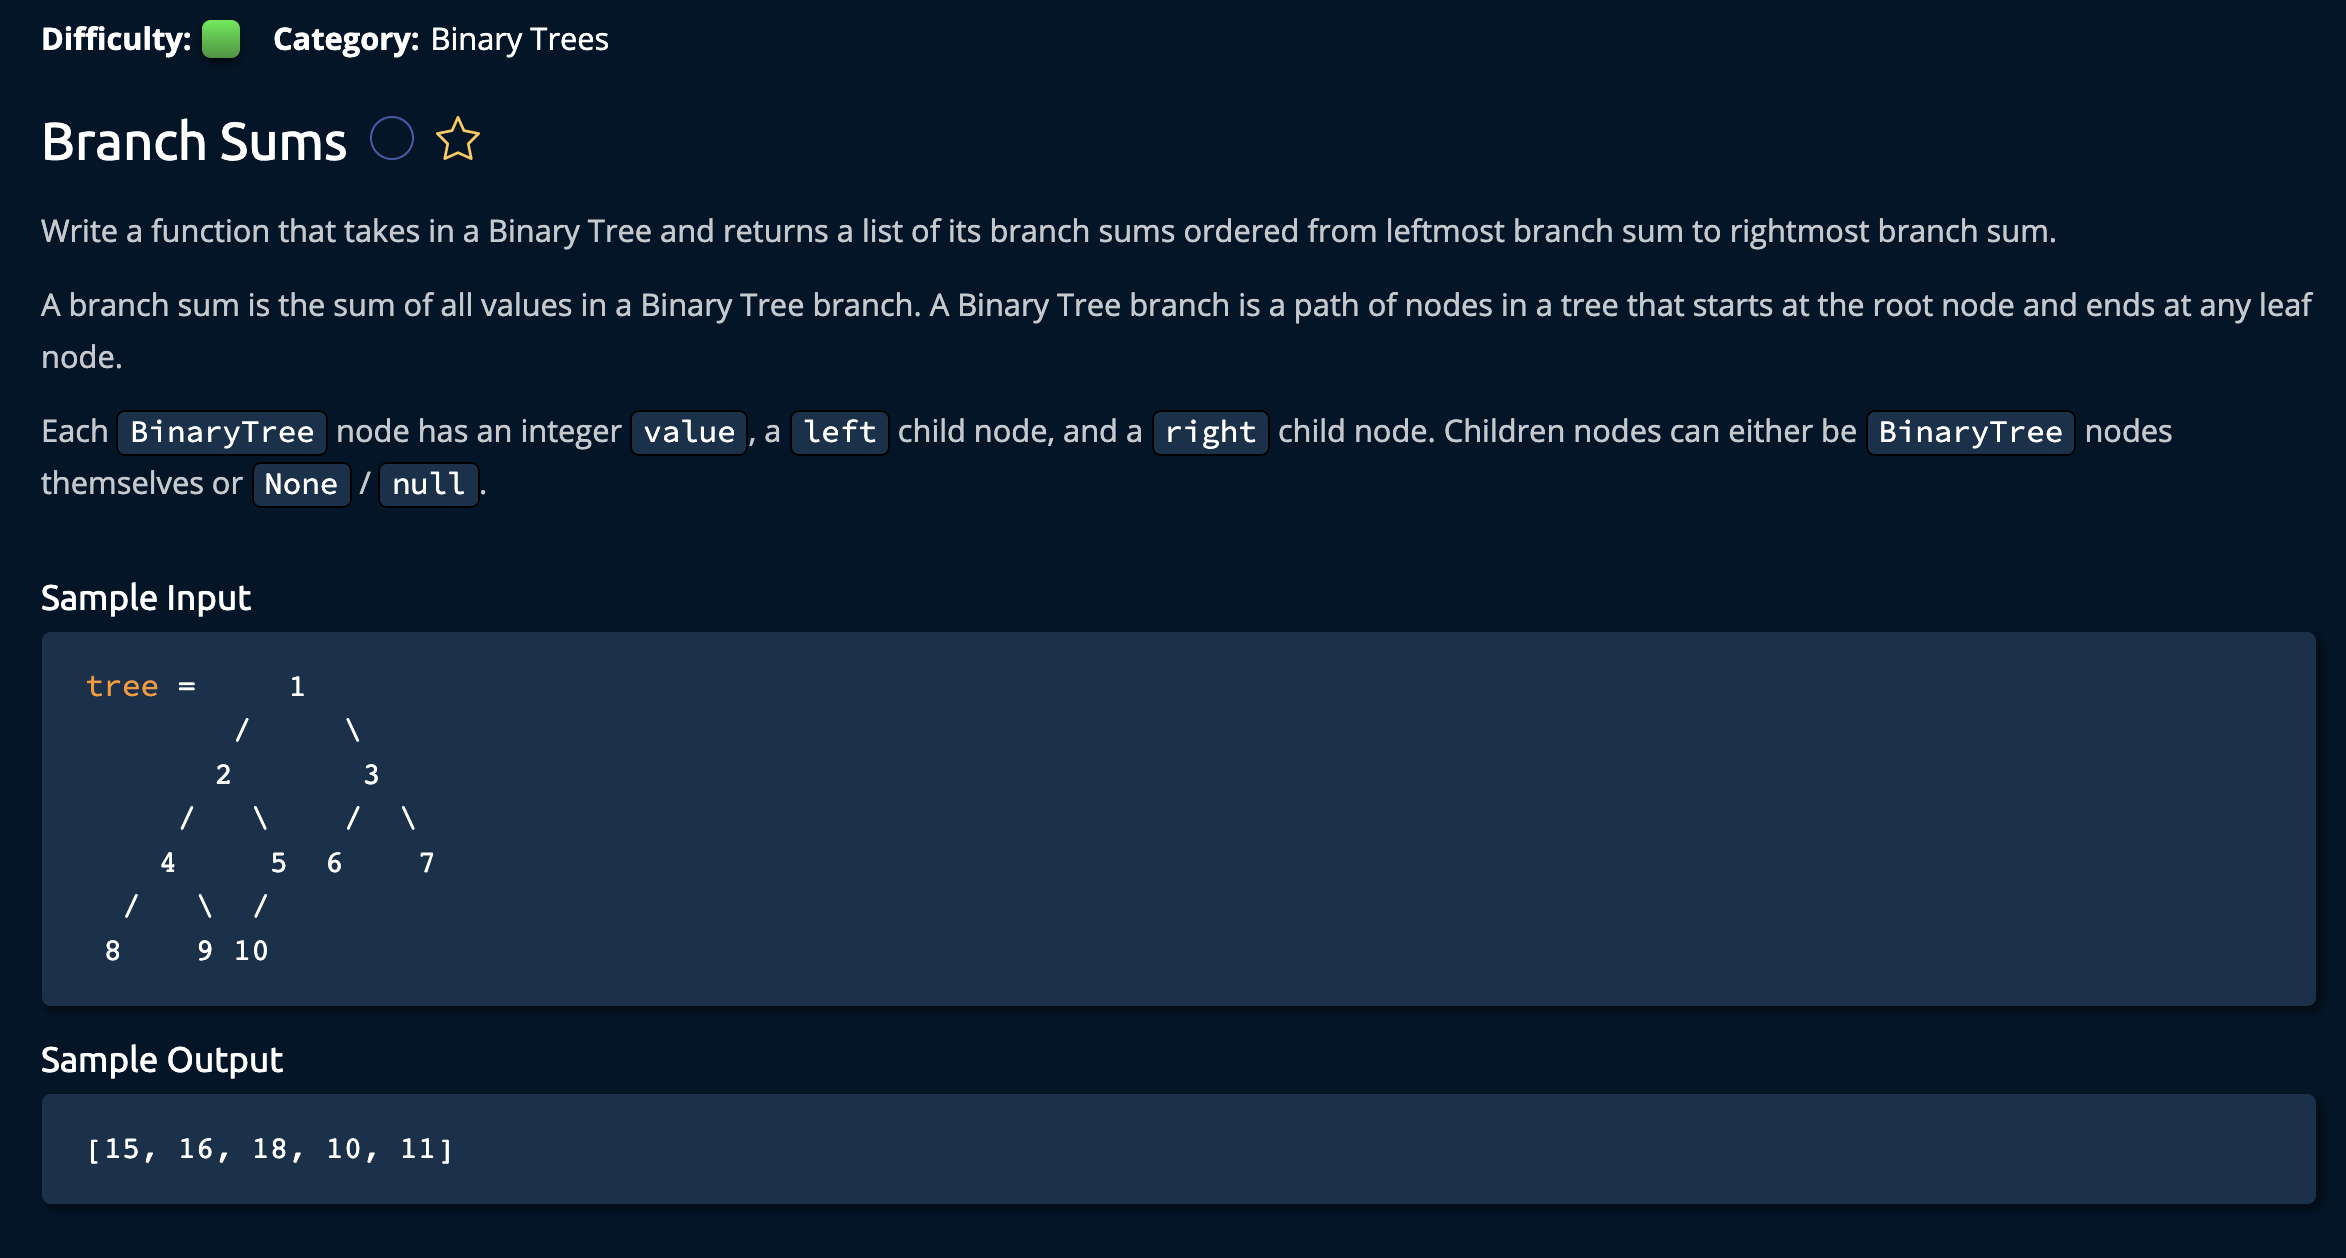 Difficulty: Category: Binary Trees
Branch Sums
Write a function that takes in a Binary Tree and returns a list of its branch sums ordered from leftmost branch sum to rightmost branch sum.
A branch sum is the sum of all values in a Binary Tree branch. A Binary Tree branch is a path of nodes in a tree that starts at the root node and ends at any leaf
node.
Each BinaryTree node has an integer value, a left child node, and a right child node. Children nodes can either be BinaryTree nodes
themselves or None / null.
Sample Input
tree =     1
        /     \
       2       3
     /   \    /  \
    4     5  6    7
  /   \  /
 8    9 10
Sample Output
[15, 16, 18, 10, 11]